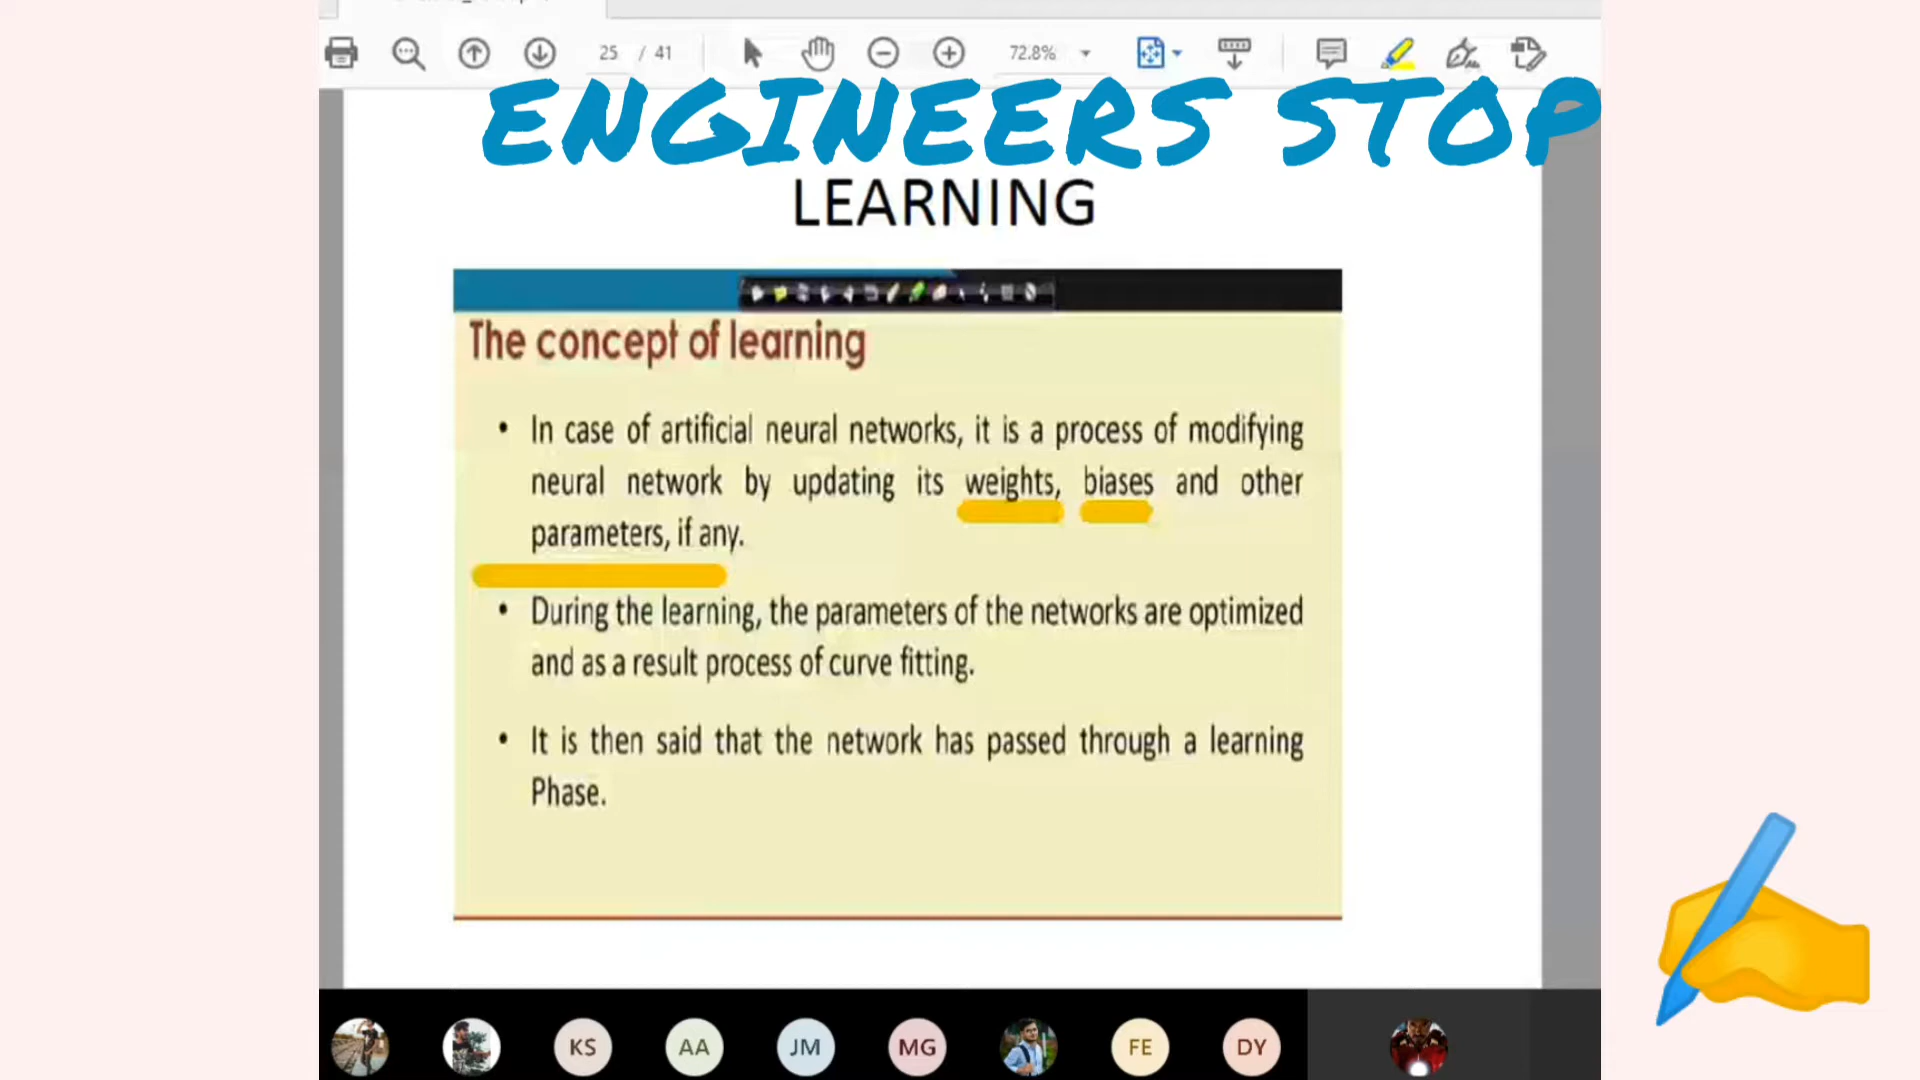 25 / 41
72.8%
ENGINEERS STOP
LEARNING
The concept of learning
• In case of artificial neural networks, it is a process of modifying
neural network by updating its weights, biases and other
parameters, if any.
• During the learning, the parameters of the networks are optimized
and as a result process of curve fitting.
• It is then said that the network has passed through a learning
Phase.
KS AA JM MG FE DY